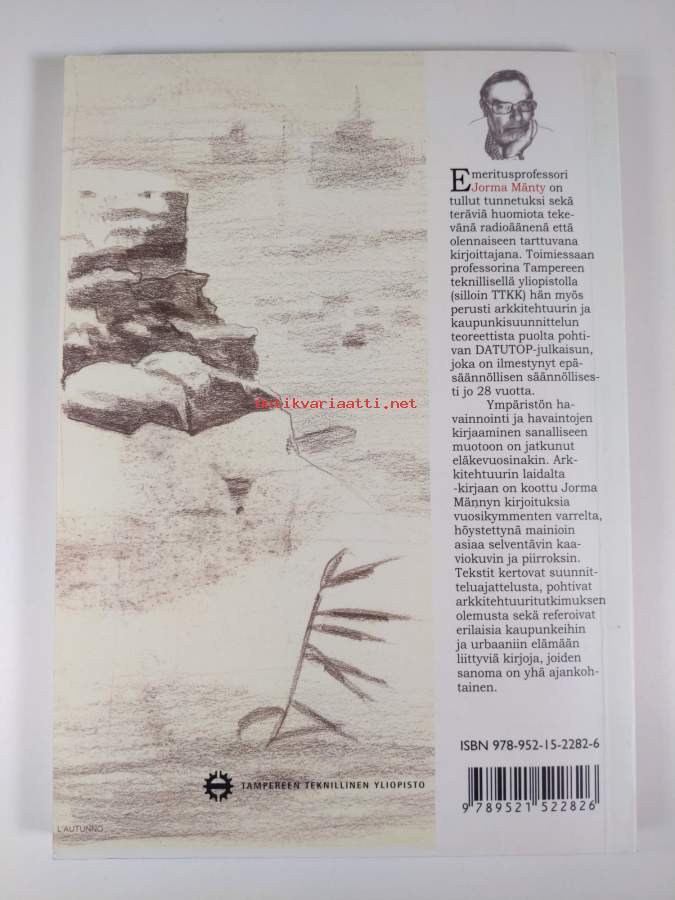 Emeritusprofessori
Jorma Mänty on
tullut tunnetuksi sekä
teräviä huomiota teke-
vänä radioäänenä että
olennaiseen tarttuvana
kirjoittajana. Toimiessaan
professorina Tampereen
teknillisellä yliopistolla
(silloin TTKK) hän myös
perusti arkkitehtuurin ja
kaupunkisuunnittelun
teoreettista puolta pohti-
van DATUTOP-julkaisun,
joka on ilmestynyt epä-
säännöllisen säännöllises-
ti jo 28 vuotta.
Ympäristön ha-
vainnointi ja havaintojen
kirjaaminen sanalliseen
muotoon on jatkunut
eläkevuosinakin. Ark-
kitehtuurin laidalta
-kirjaan on koottu Jorma
Männyn kirjoituksia
vuosikymmenten varrelta,
höystettynä mainioin
asiaa selventävin kaa-
viokuvin ja piirroksin.
Tekstit kertovat suunnit-
teluajattelusta, pohtivat
arkkitehtuuritutkimuksen
olemusta sekä referoivat
erilaisia kaupunkeihin
ja urbaaniin elämään
liittyviä kirjoja, joiden
sanoma on yhä ajankoh-
tainen.
antikvariaatti.net
ISBN 978-952-15-2282-6
9 789521 522826
TAMPEREEN TEKNILLINEN YLIOPISTO
L'AUTUNNO